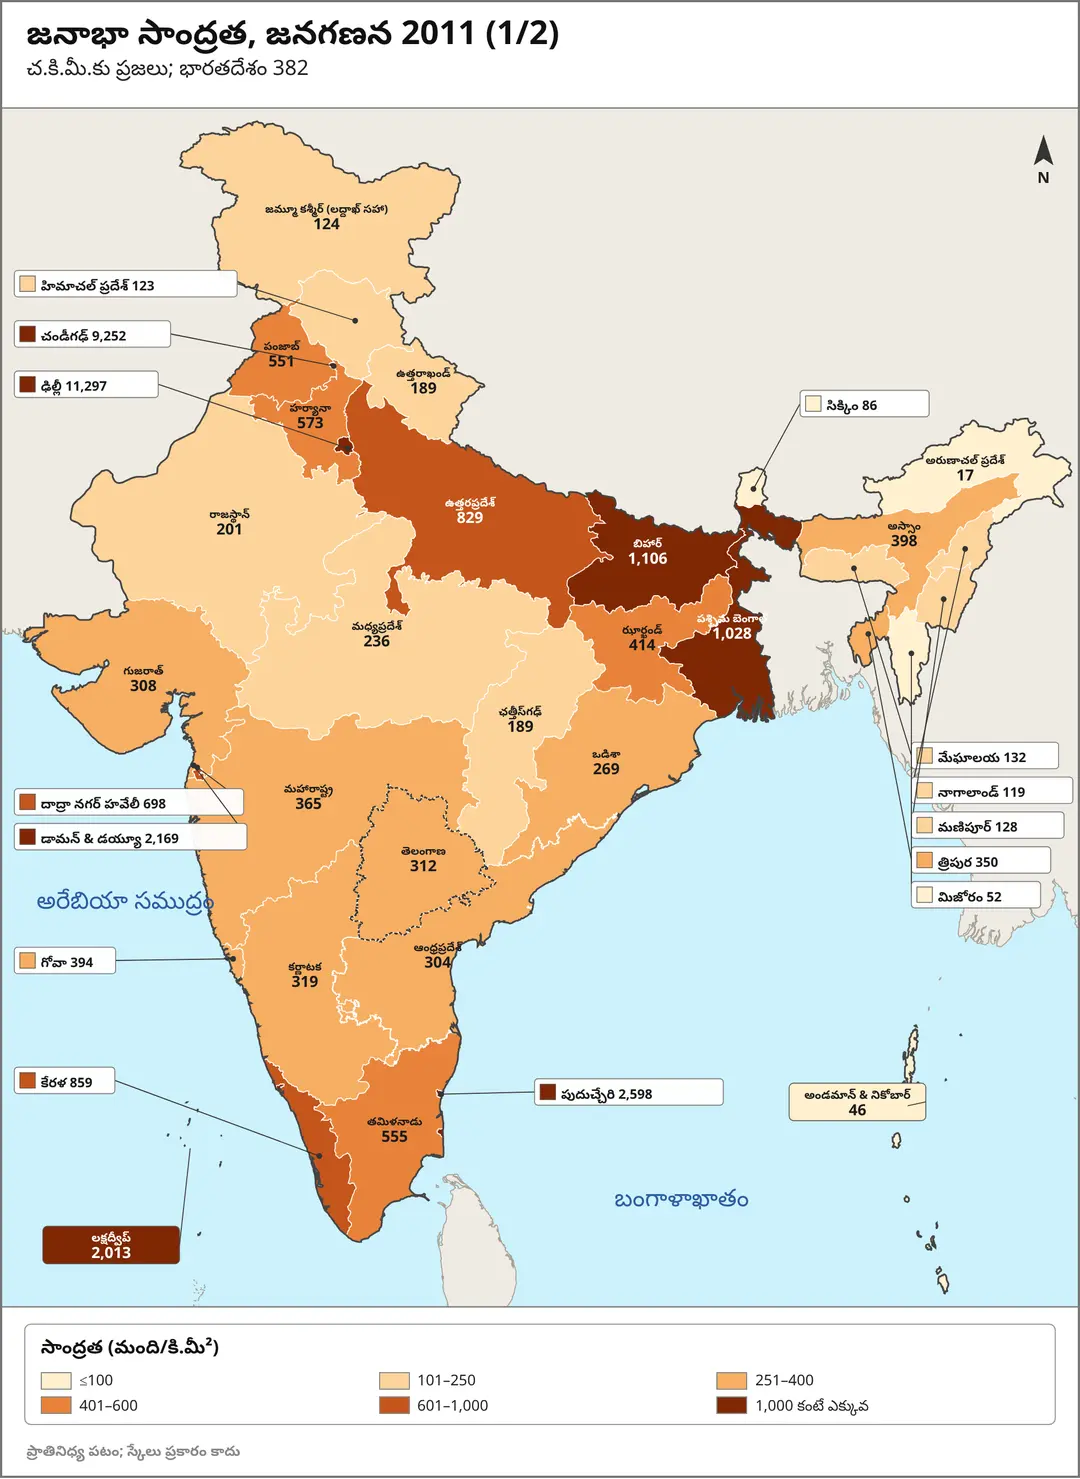 జనాభా సాంద్రత, జనగణన 2011 (1/2)
చ.కి.మీ.కు ప్రజలు; భారతదేశం 382
N
జమ్మూ కశ్మీర్ (లద్దాఖ్ సహా)
124
హిమాచల్ ప్రదేశ్ 123
చండీగఢ్ 9,252
పంజాబ్
551
ఢిల్లీ 11,297
ఉత్తరాఖండ్
189
హర్యానా
573
సిక్కిం 86
అరుణాచల్ ప్రదేశ్
17
రాజస్థాన్
201
ఉత్తరప్రదేశ్
829
అస్సాం
398
బిహార్
1,106
మధ్యప్రదేశ్
236
ఝార్ఖండ్
414
పశ్చిమ బెంగా
1,028
గుజరాత్
308
ఛత్తీస్‌గఢ్
189
ఒడిశా
269
మేఘాలయ 132
నాగాలాండ్ 119
మణిపూర్ 128
త్రిపుర 350
మిజోరం 52
మహారాష్ట్ర
365
దాద్రా నగర్ హవేలీ 698
డామన్ & డయ్యూ 2,169
తెలంగాణ
312
అరేబియా సముద్రం
ఆంధ్రప్రదేశ్
304
గోవా 394
కర్ణాటక
319
కేరళ 859
పుదుచ్చేరి 2,598
అండమాన్ & నికోబార్
46
తమిళనాడు
555
బంగాళాఖాతం
లక్షద్వీప్
2,013
సాంద్రత (మంది/కి.మీ²)
≤100
101–250
251–400
401–600
601–1,000
1,000 కంటే ఎక్కువ
ప్రాతినిధ్య పటం; స్కేలు ప్రకారం కాదు